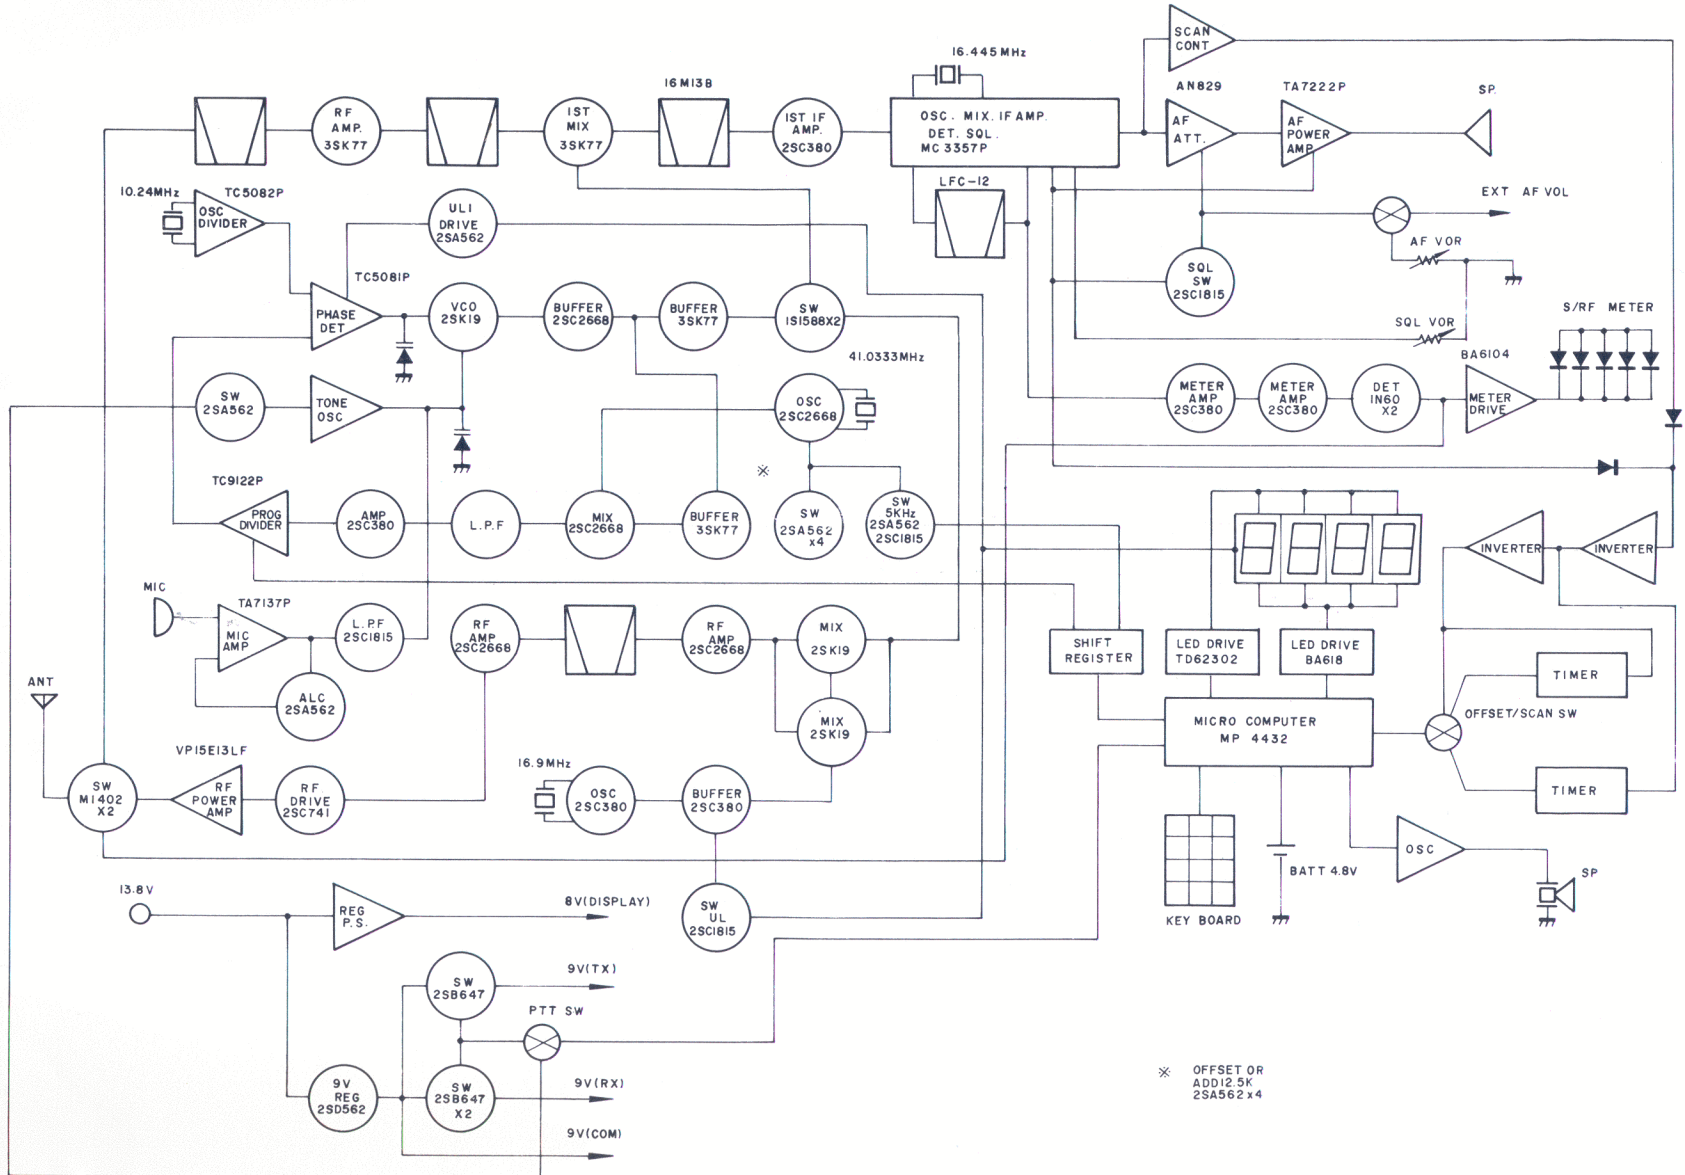 SCAN
CONT
16.445MHz
16M13B
AN829
TA7222P
SP.
RF
AMP.
3SK77
1ST
MIX
3SK77
1ST IF
AMP.
2SC380
OSC. MIX. IF AMP.
DET. SQL.
MC 3357P
AF
ATT.
AF
POWER
AMP
10.24MHz
TC5082P
OSC
DIVIDER
UL1
DRIVE
2SA562
LFC-12
EXT AF VOL
AF VOR
TC5081P
PHASE
DET
VCO
2SK19
BUFFER
2SC2668
BUFFER
3SK77
SW
1S1588X2
SQL
SW
2SC1815
SQL VOR
S/RF METER
41.0333MHz
BA6104
SW
2SA562
TONE
OSC
OSC
2SC2668
METER
AMP
2SC380
METER
AMP
2SC380
DET
IN60
X2
METER
DRIVE
※
TC9122P
PROG
DIVIDER
AMP
2SC380
L.P.F
MIX
2SC2668
BUFFER
3SK77
SW
2SA562
x4
SW
5KHz
2SA562
2SC1815
INVERTER
INVERTER
MIC
TA7137P
MIC
AMP
L.P.F
2SC1815
RF
AMP
2SC2668
RF
AMP
2SC2668
MIX
2SK19
SHIFT
REGISTER
LED DRIVE
TD62302
LED DRIVE
BA618
TIMER
ANT
ALC
2SA562
MIX
2SK19
MICRO COMPUTER
MP 4432
OFFSET/SCAN SW
VP15E13LF
16.9MHz
SW
M1402
X2
RF
POWER
AMP
RF
DRIVE
2SC741
OSC
2SC380
BUFFER
2SC380
TIMER
OSC
BATT 4.8V
SP
KEY BOARD
13.8V
REG
P.S.
8V(DISPLAY)
SW
UL
2SC1815
SW
2SB647
9V(TX)
PTT SW
9V
REG
2SD562
SW
2SB647
X2
9V(RX)
9V(COM)
※ OFFSET OR
ADD12.5K
2SA562x4